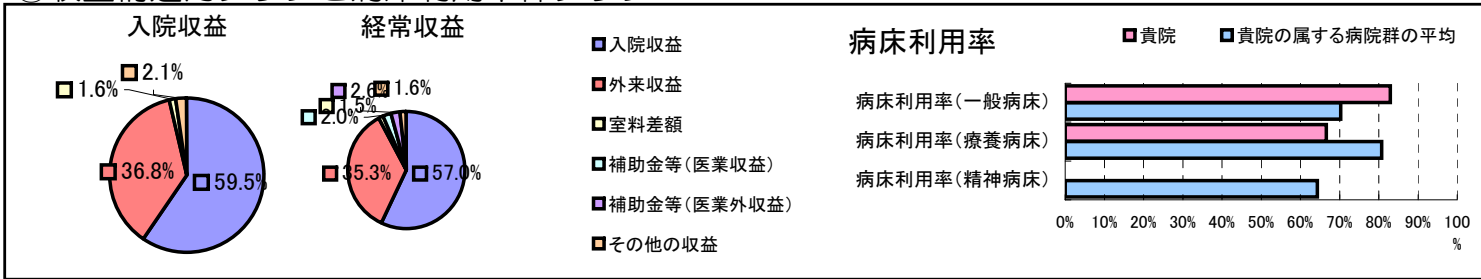 入院収益
2.1%
1.6%
36.8%
59.5%
経常収益
2.6%
1.6%
1.5%
2.0%
35.3%
57.0%
入院収益
外来収益
室料差額
補助金等(医業収益)
補助金等(医業外収益)
その他の収益
病床利用率
貴院
貴院の属する病院群の平均
病床利用率(一般病床)
病床利用率(療養病床)
病床利用率(精神病床)
0% 10% 20% 30% 40% 50% 60% 70% 80% 90% 100
%